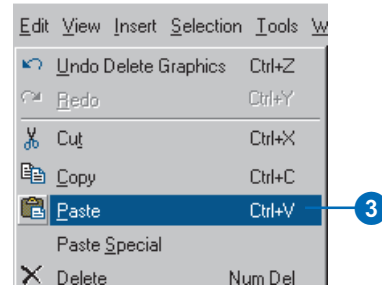 Edit View Insert Selection Tools W
Undo Delete Graphics Ctrl+Z
Redo Ctrl+Y
Cut Ctrl+X
Copy Ctrl+C
Paste Ctrl+V 3
Paste Special
Delete Num Del